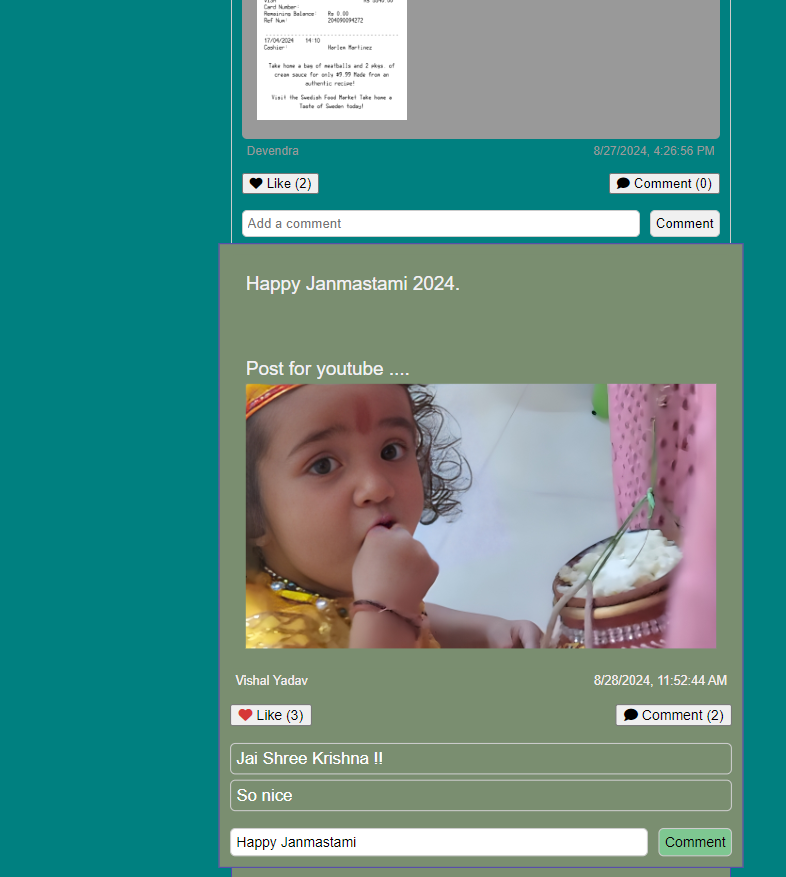 Card Number:
Remaining Balance: Rs 0.00
Ref Num: 204090094272
17/04/2024 14:10
Cashier: Harlem Martinez
Take home a bag of meatballs and 2 pkgs of
cream sauce for only $9.99 Made from an
authentic recipe!
Visit the Swedish Food Market Take home a
Taste of Sweden today!
Devendra 8/27/2024, 4:26:56 PM
Like (2) Comment (0)
Add a comment Comment
Happy Janmastami 2024.
Post for youtube ....
Vishal Yadav 8/28/2024, 11:52:44 AM
Like (3) Comment (2)
Jai Shree Krishna !!
So nice
Happy Janmastami Comment